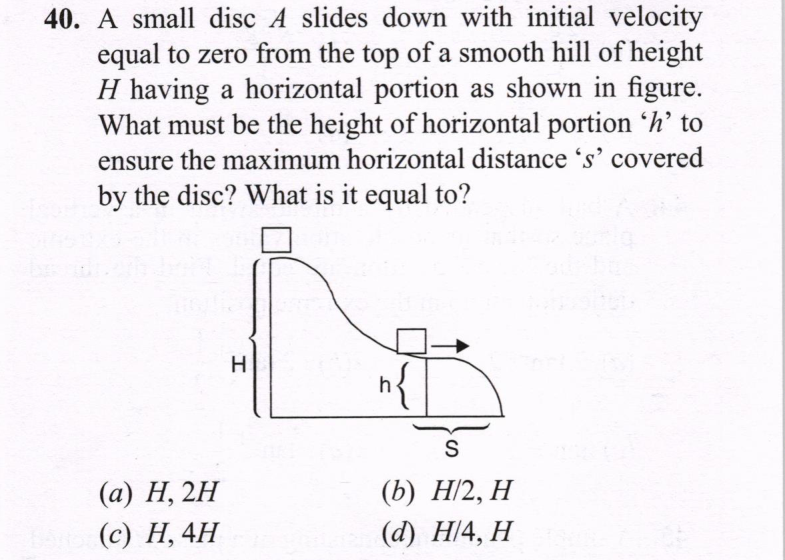 40. A small disc A slides down with initial velocity
equal to zero from the top of a smooth hill of height
H having a horizontal portion as shown in figure.
What must be the height of horizontal portion ‘h’ to
ensure the maximum horizontal distance ‘s’ covered
by the disc? What is it equal to?
H
h
S
(a) H, 2H
(b) H/2, H
(c) H, 4H
(d) H/4, H